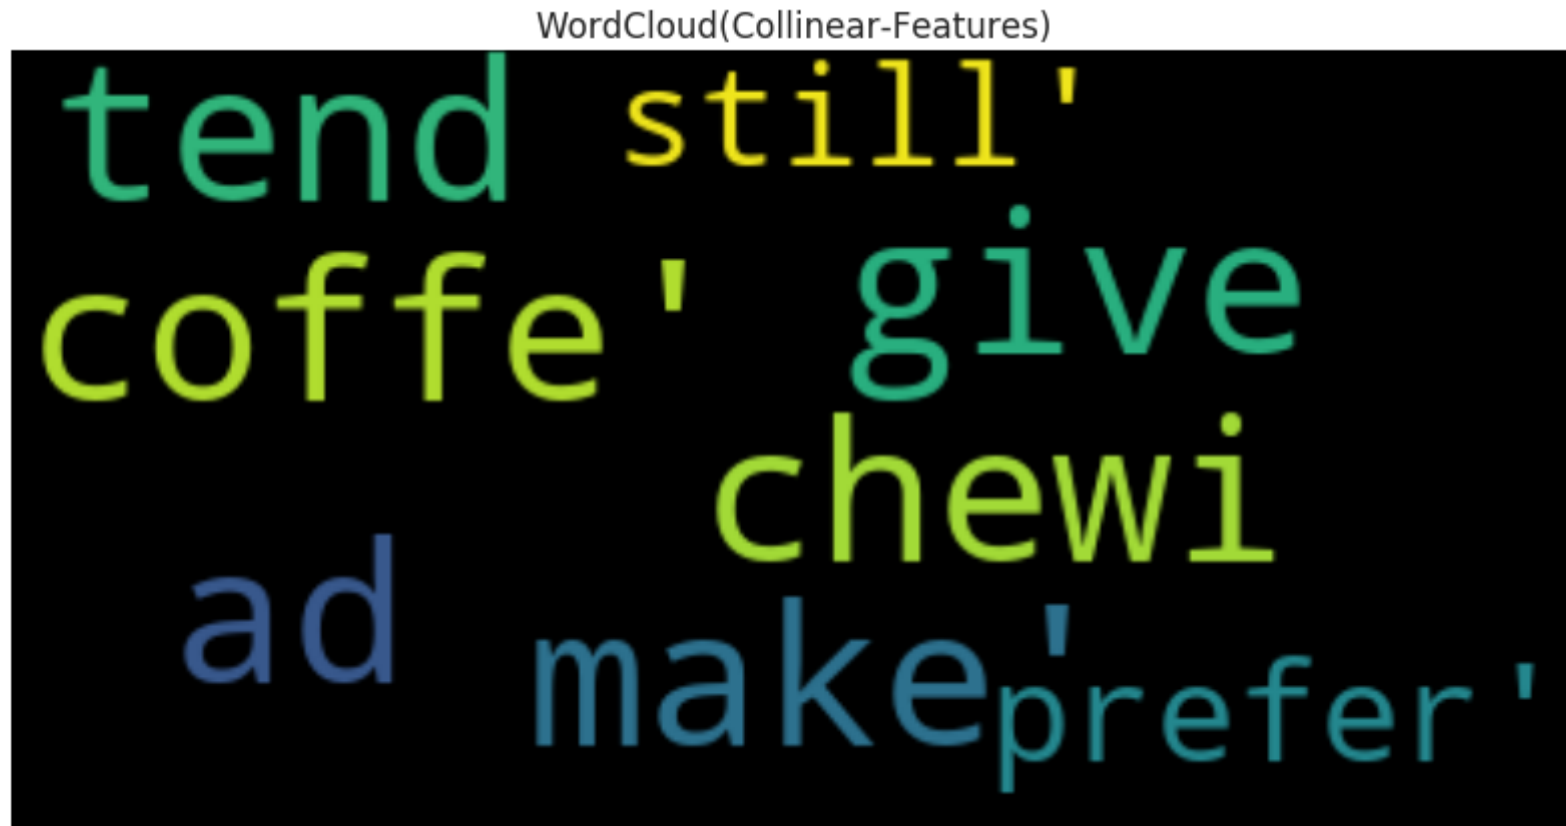 WordCloud(Collinear-Features)
tend still'
coffe' give
chewi
ad make' prefer'